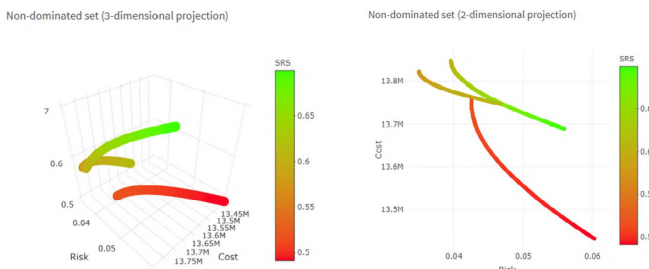 Non-dominated set (3-dimensional projection)
SRS
7
0.6
0.5
0.04
0.05
Risk
13.45M
13.5M
13.55M
13.6M
13.65M
13.7M
13.75M
Cost
0.65
0.6
0.55
0.5
Non-dominated set (2-dimensional projection)
SRS
13.8M
13.7M
13.6M
13.5M
Cost
0.04
0.05
0.06
Risk